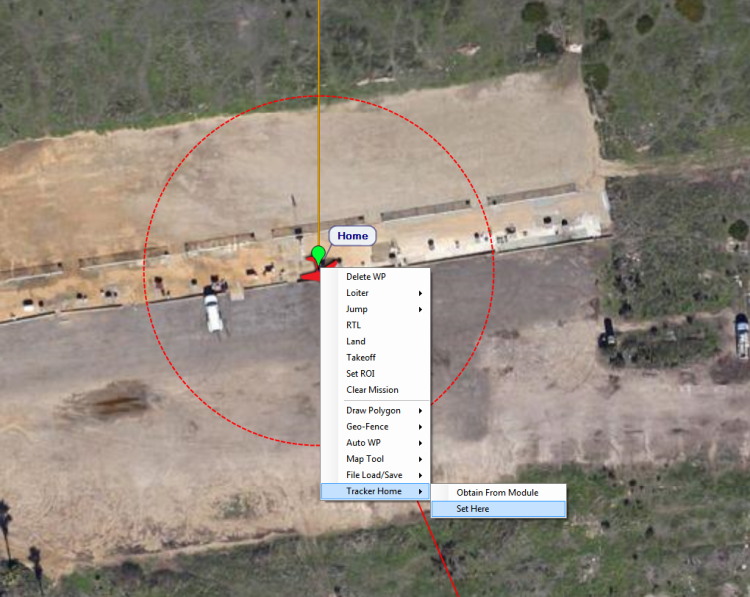 Home
Delete WP
Loiter
Jump
RTL
Land
Takeoff
Set ROI
Clear Mission
Draw Polygon
Geo-Fence
Auto WP
Map Tool
File Load/Save
Tracker Home
Obtain From Module
Set Here